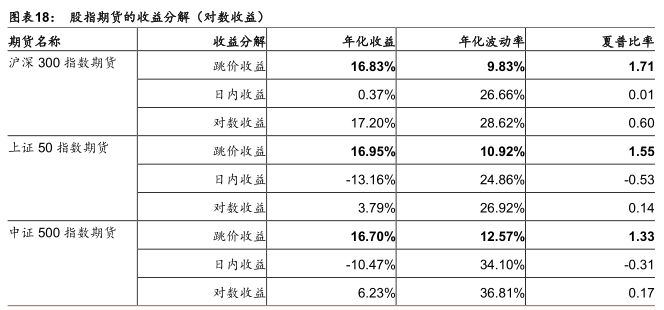 图表18： 股指期货的收益分解（对数收益）
期货名称 收益分解 年化收益 年化波动率 夏普比率
沪深 300 指数期货 跳价收益 16.83% 9.83% 1.71
日内收益 0.37% 26.66% 0.01
对数收益 17.20% 28.62% 0.60
上证 50 指数期货 跳价收益 16.95% 10.92% 1.55
日内收益 -13.16% 24.86% -0.53
对数收益 3.79% 26.92% 0.14
中证 500 指数期货 跳价收益 16.70% 12.57% 1.33
日内收益 -10.47% 34.10% -0.31
对数收益 6.23% 36.81% 0.17